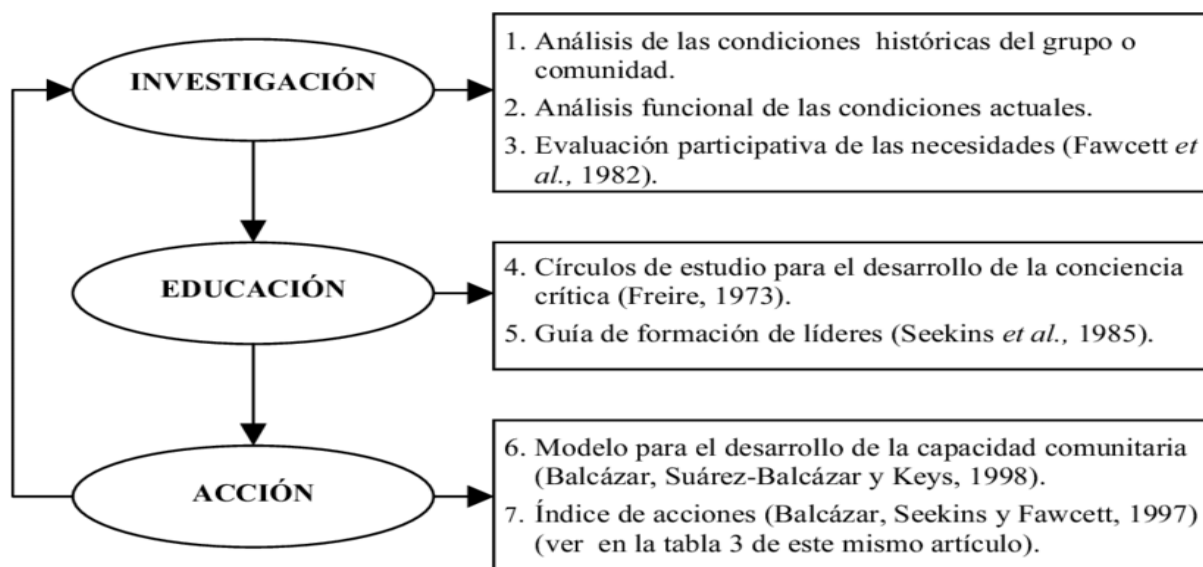 INVESTIGACIÓN
1. Análisis de las condiciones históricas del grupo o
comunidad.
2. Análisis funcional de las condiciones actuales.
3. Evaluación participativa de las necesidades (Fawcett et
al., 1982).
EDUCACIÓN
4. Círculos de estudio para el desarrollo de la conciencia
crítica (Freire, 1973).
5. Guía de formación de líderes (Seekins et al., 1985).
ACCIÓN
6. Modelo para el desarrollo de la capacidad comunitaria
(Balcázar, Suárez-Balcázar y Keys, 1998).
7. Índice de acciones (Balcázar, Seekins y Fawcett, 1997)
(ver en la tabla 3 de este mismo artículo).